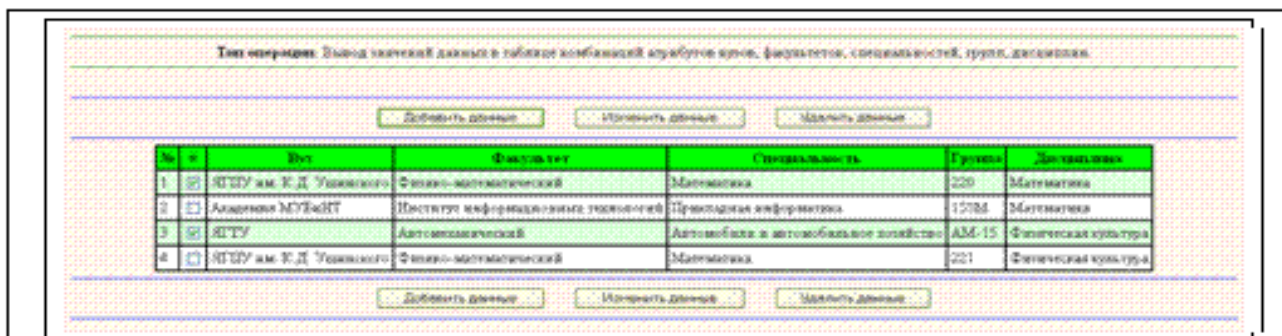 Тип операции: Вывод значений данных в таблице комбинаций атрибутов вузов, факультетов, специальностей, групп, дисциплин.
Добавить данные Изменить данные Удалить данные
№ Вуз Факультет Специальность Группа Дисциплина
1 ЯГПУ им. К.Д. Ушинского Физико-математический Математика 220 Математика
2 Академия МУБиНТ Институт информационных технологий Прикладная информатика Математика
3 ЯГТУ Автомеханический Автомобили и автомобильное хозяйство АМ-15 Физическая культура
4 ЯГПУ им. К.Д. Ушинского Физико-математический Математика 221 Физическая культура
Добавить данные Изменить данные Удалить данные